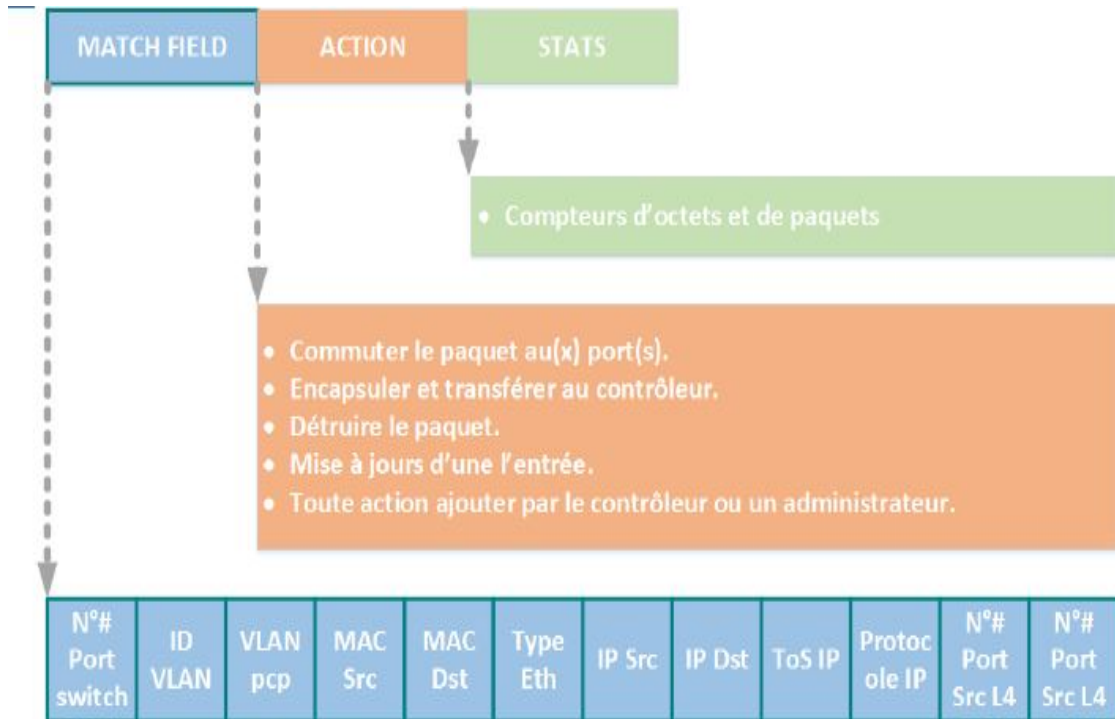 MATCH FIELD
ACTION
STATS
• Compteurs d'octets et de paquets
• Commuter le paquet au(x) port(s).
• Encapsuler et transférer au contrôleur.
• Détruire le paquet.
• Mise à jours d'une l'entrée.
• Toute action ajouter par le contrôleur ou un administrateur.
N°#
Port
switch
ID
VLAN
VLAN
pcp
MAC
Src
MAC
Dst
Type
Eth
IP Src
IP Dst
ToS IP
Protoc
ole IP
N°#
Port
Src L4
N°#
Port
Src L4